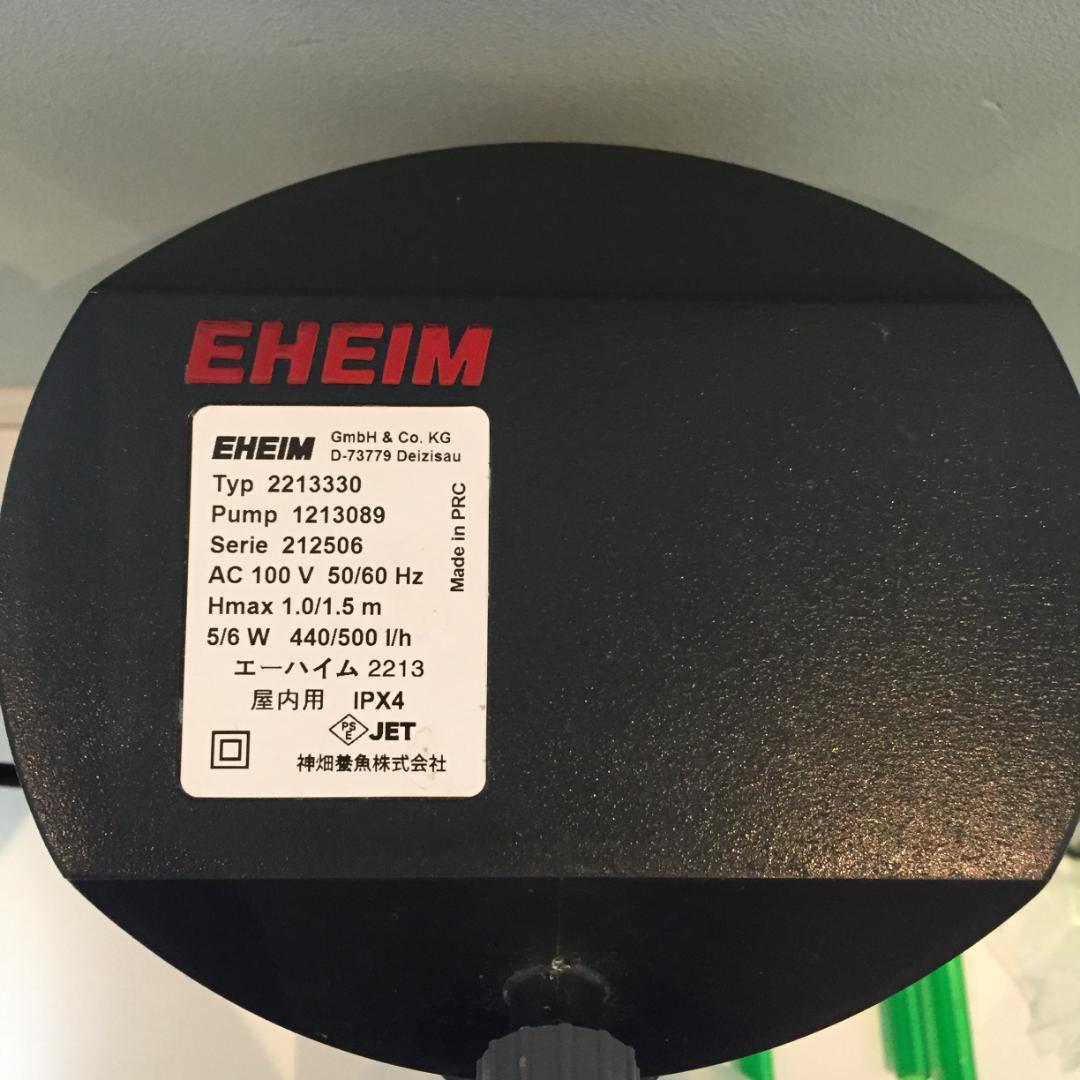 EHEIM
EHEIM GmbH & Co. KG
D-73779 Deizisau
Typ 2213330
Pump 1213089
Serie 212506
AC 100 V 50/60 Hz
Hmax 1.0/1.5 m
5/6 W 440/500 l/h
Made in PRC
エーハイム 2213
屋内用 IPX4
PSE JET
神畑養魚株式会社